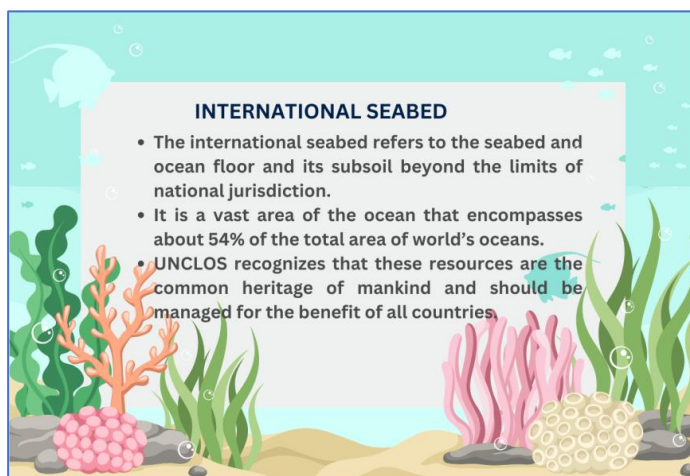 INTERNATIONAL SEABED
• The international seabed refers to the seabed and
ocean floor and its subsoil beyond the limits of
national jurisdiction.
• It is a vast area of the ocean that encompasses
about 54% of the total area of world’s oceans.
• UNCLOS recognizes that these resources are the
common heritage of mankind and should be
managed for the benefit of all countries.